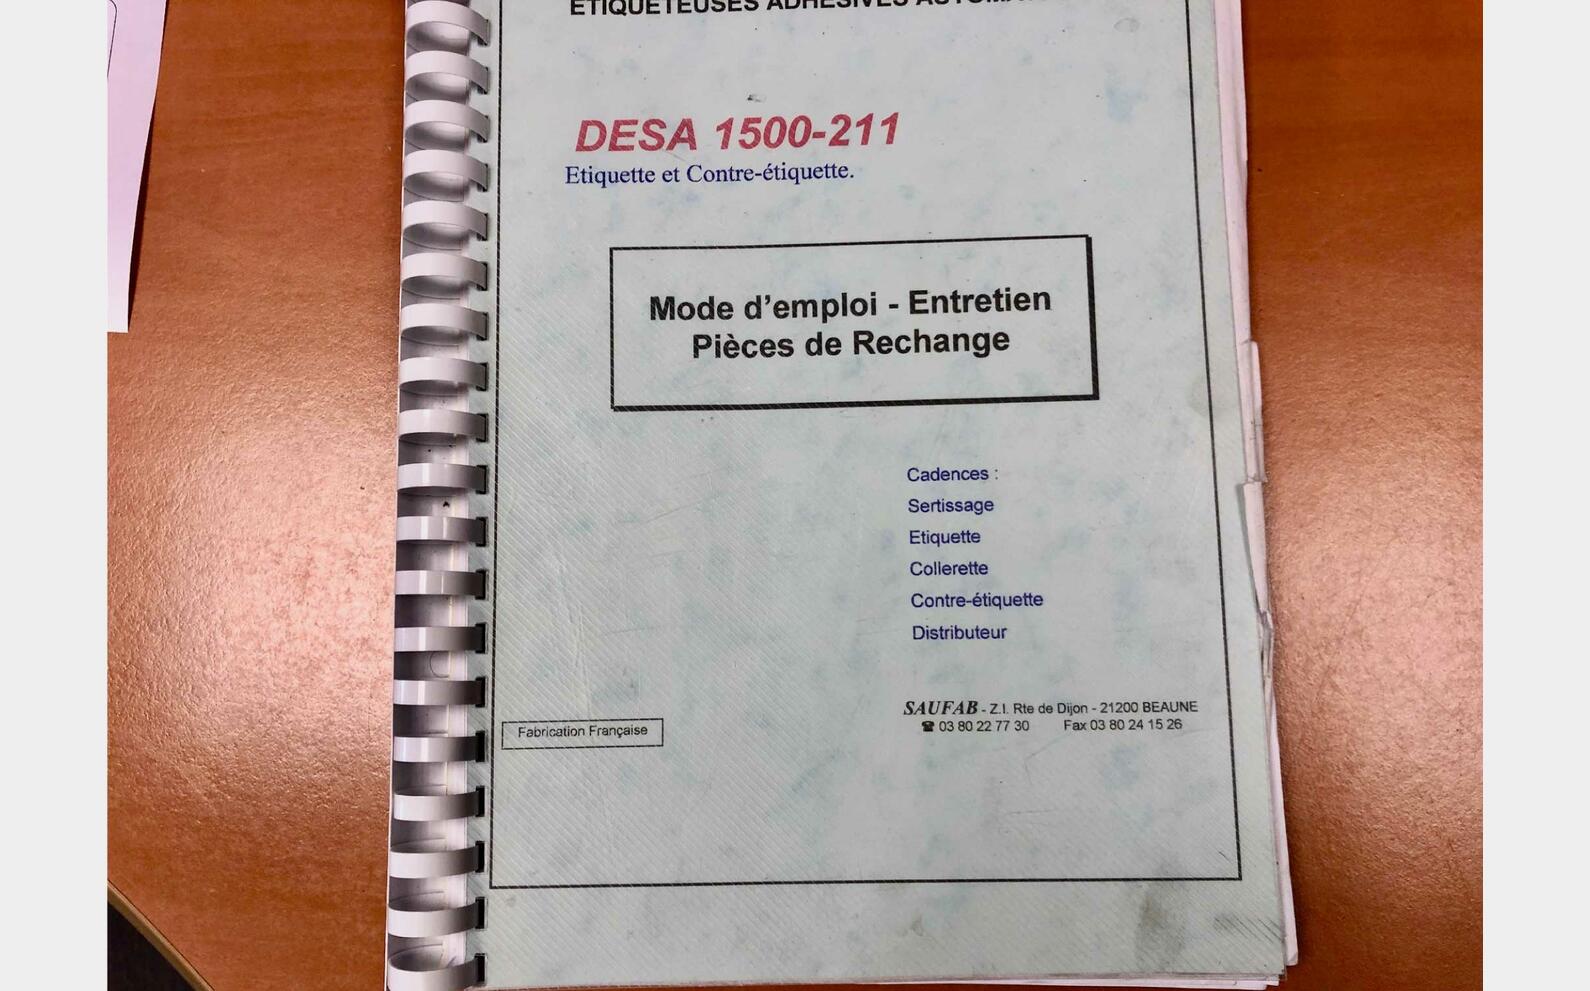 ETIQUETEUSES ADHESIVES
DESA 1500-211
Etiquette et Contre-étiquette.
Mode d'emploi - Entretien
Pièces de Rechange
Cadences :
Sertissage
Etiquette
Collerette
Contre-étiquette
Distributeur
SAUFAB - Z.I. Rte de Dijon - 21200 BEAUNE
☎ 03 80 22 77 30 Fax 03 80 24 15 26
Fabrication Française